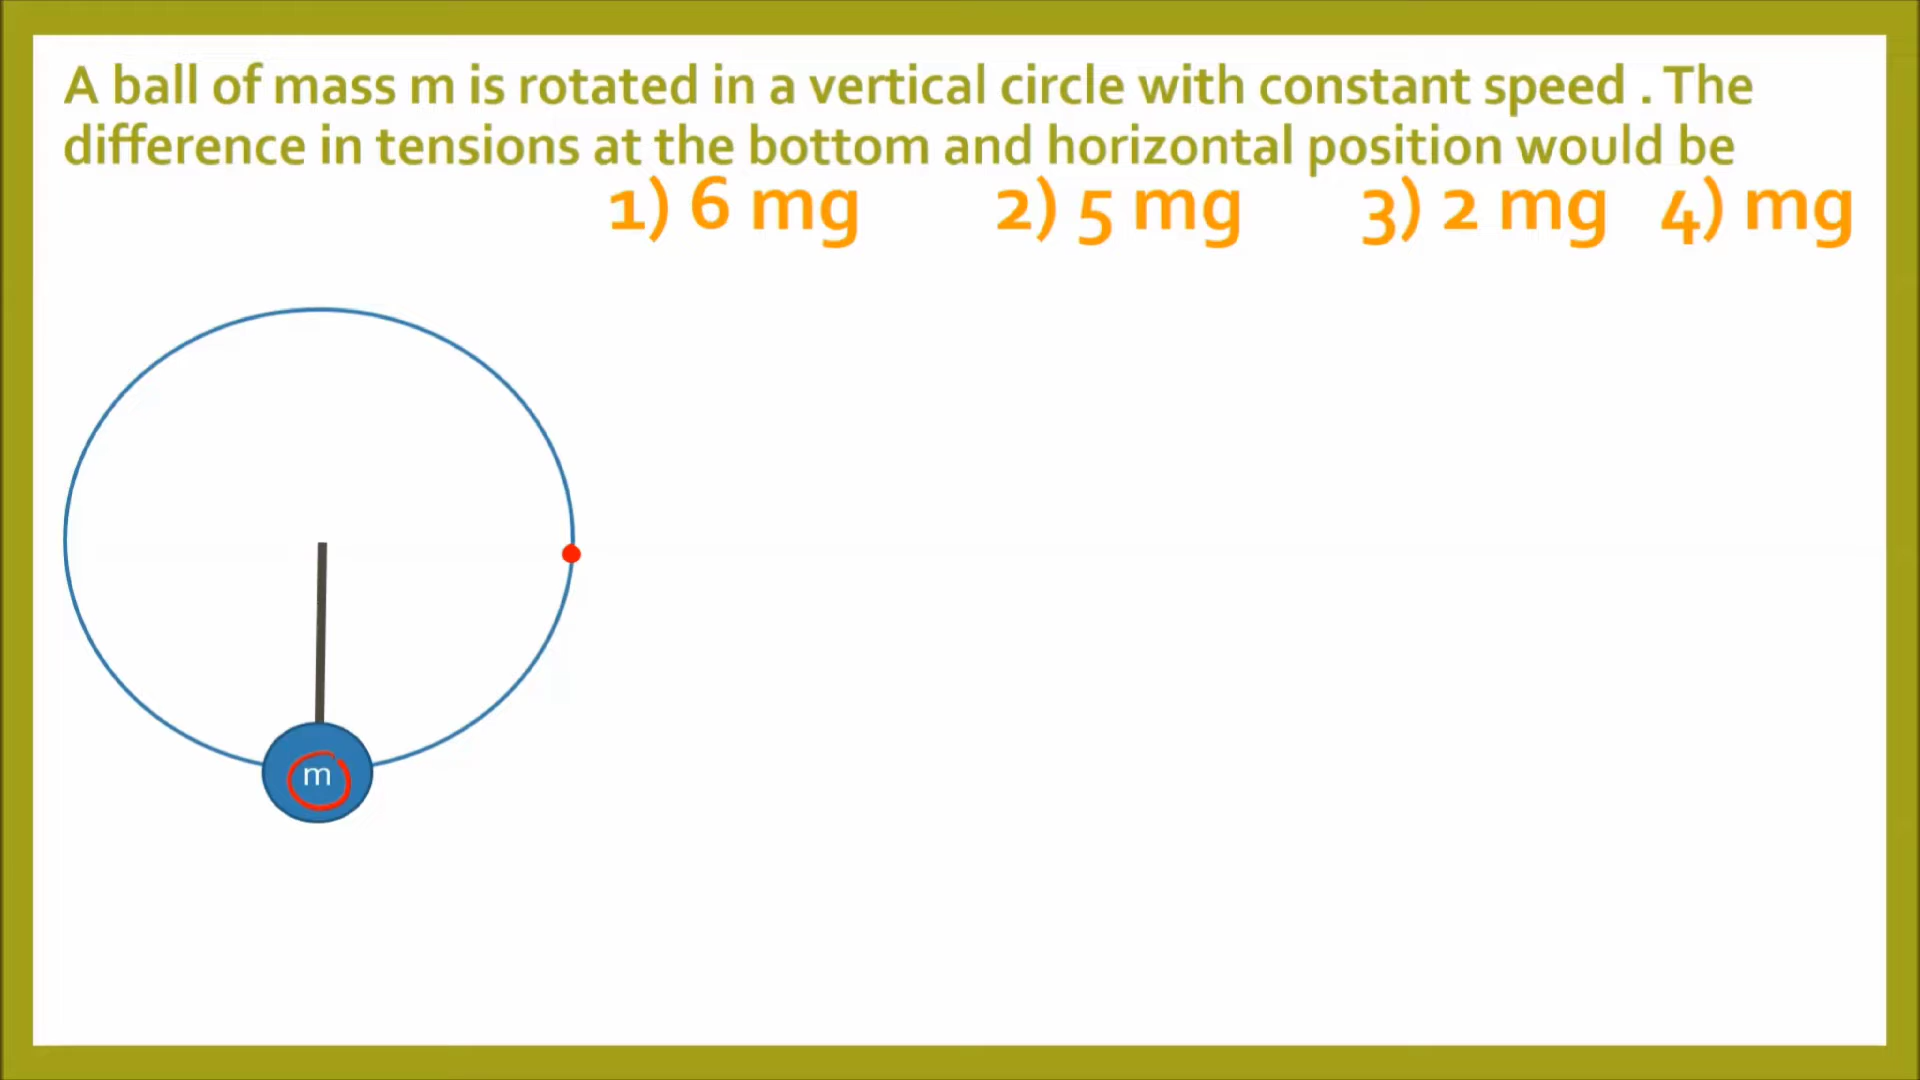 A ball of mass m is rotated in a vertical circle with constant speed . The
difference in tensions at the bottom and horizontal position would be
1) 6 mg 2) 5 mg 3) 2 mg 4) mg
m